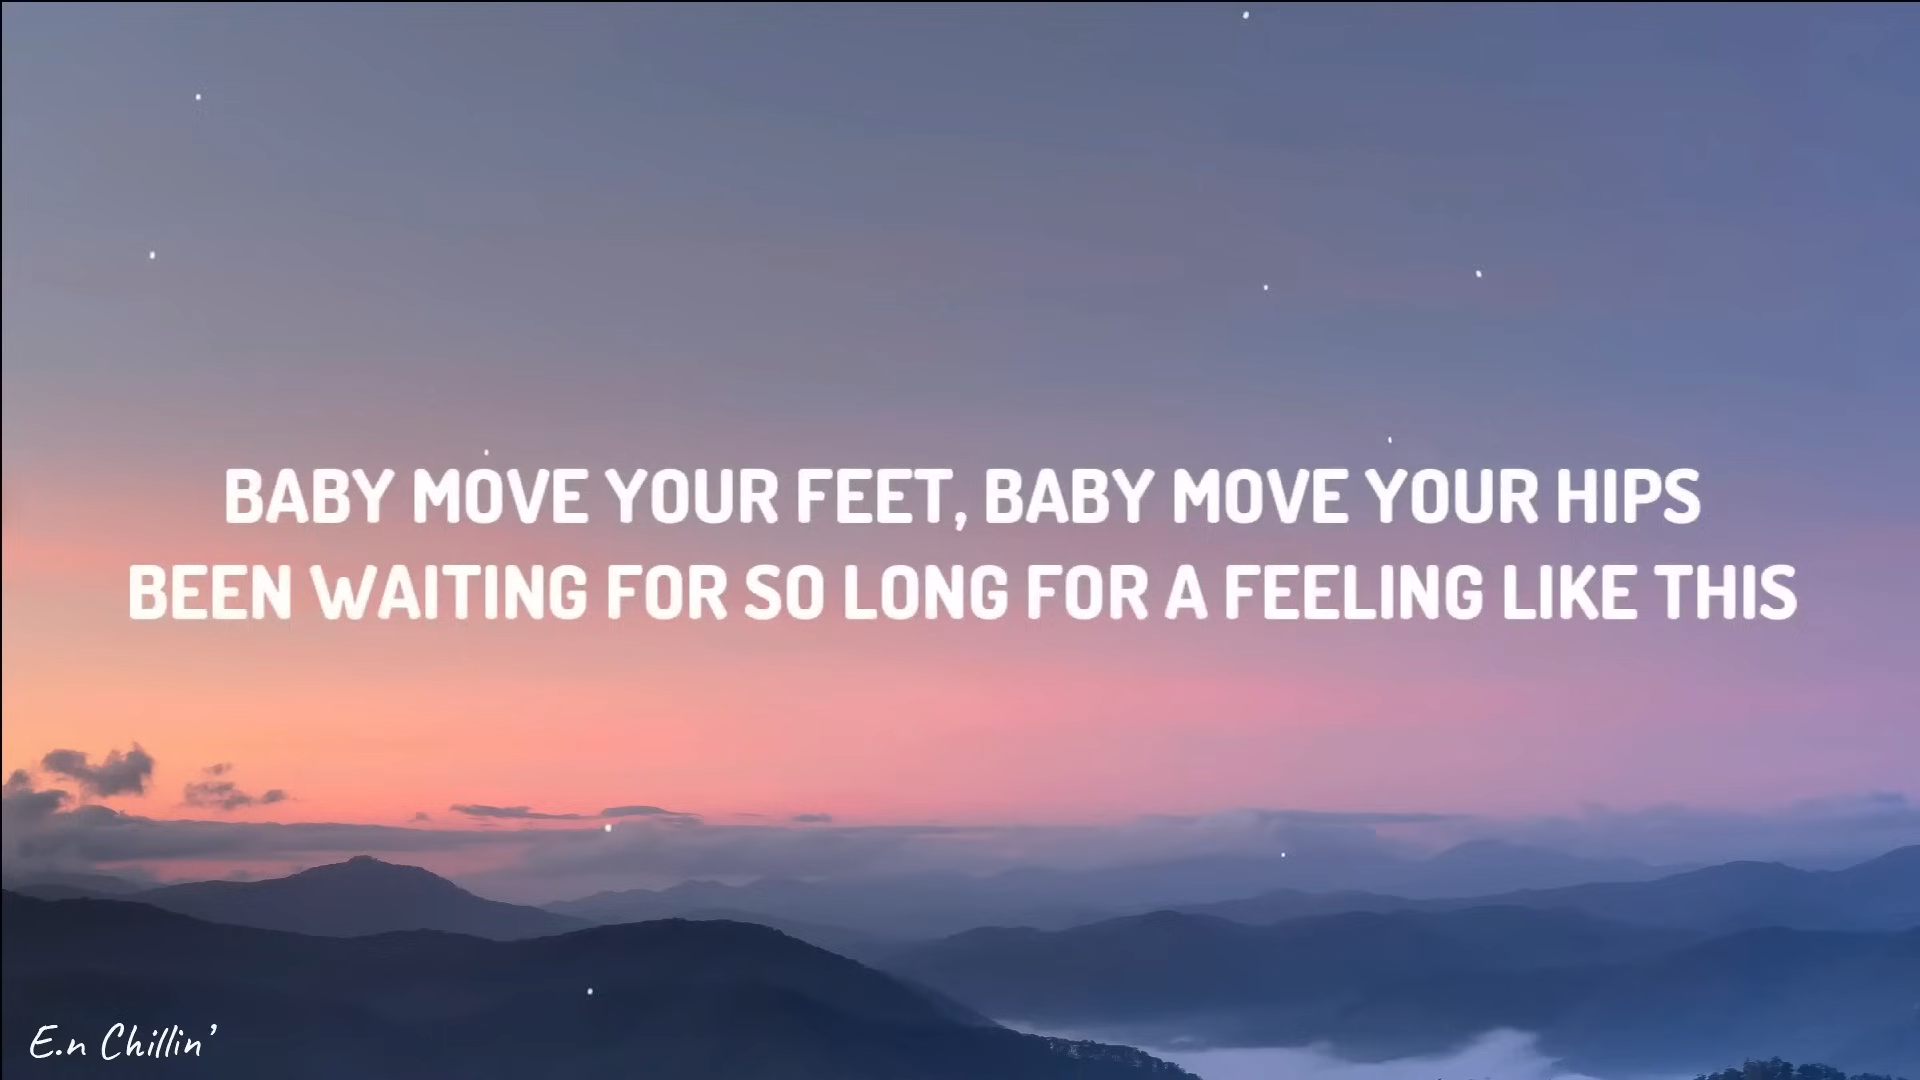 BABY MOVE YOUR FEET, BABY MOVE YOUR HIPS
BEEN WAITING FOR SO LONG FOR A FEELING LIKE THIS
E.n Chillin'